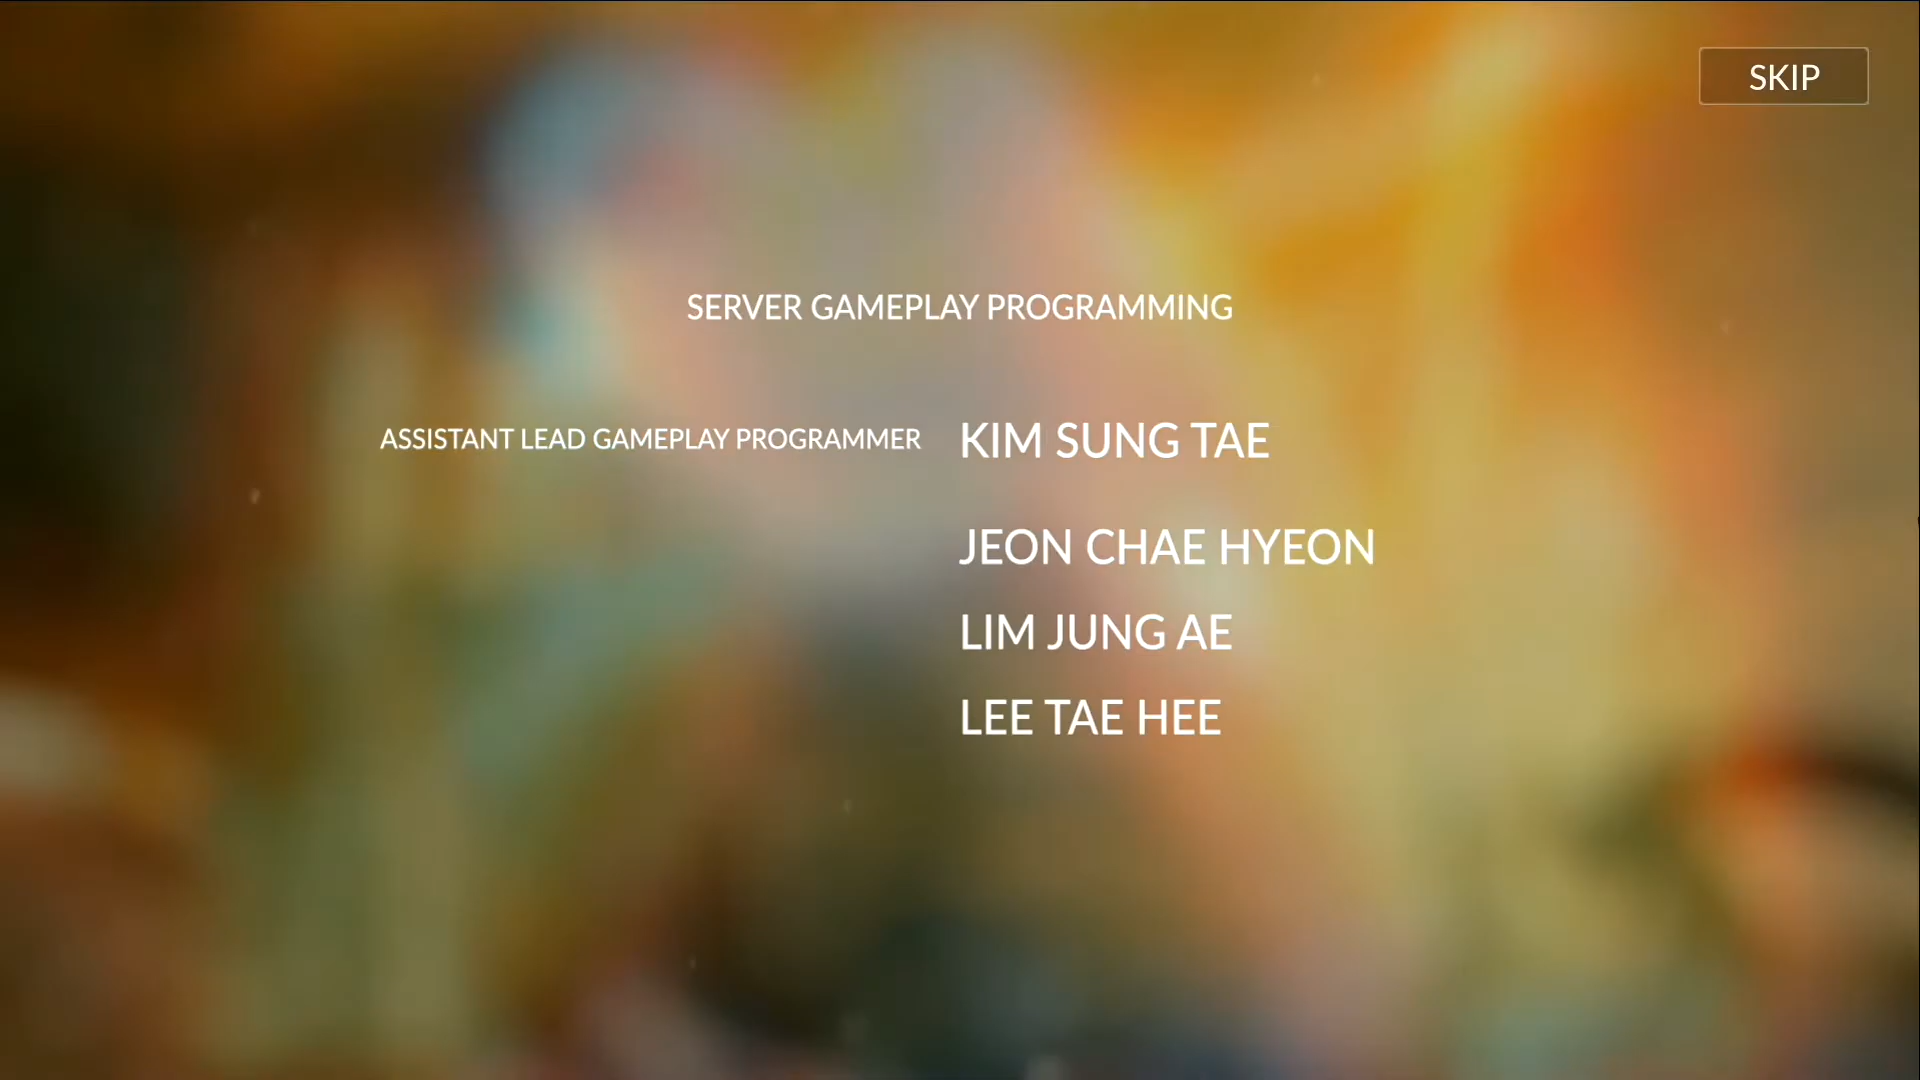 SKIP
SERVER GAMEPLAY PROGRAMMING
ASSISTANT LEAD GAMEPLAY PROGRAMMER KIM SUNG TAE
JEON CHAE HYEON
LIM JUNG AE
LEE TAE HEE